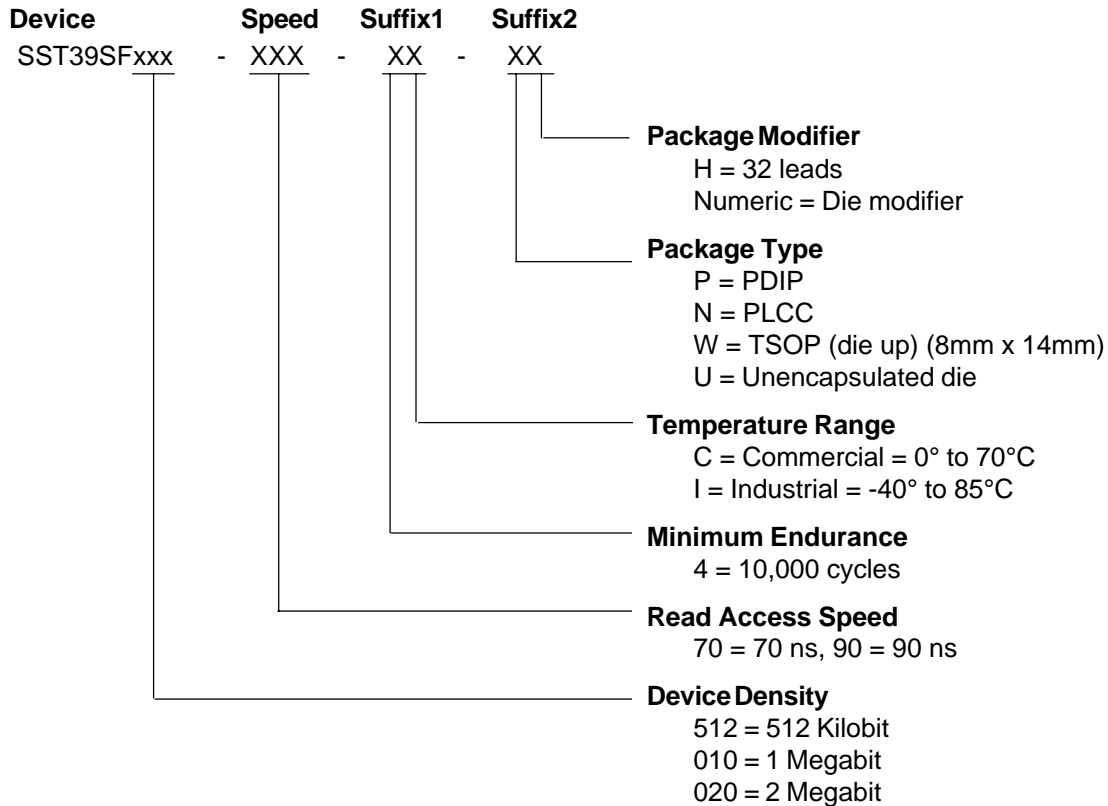 Device Speed Suffix1 Suffix2
SST39SFxxx - XXX - XX - XX
Package Modifier
H = 32 leads
Numeric = Die modifier
Package Type
P = PDIP
N = PLCC
W = TSOP (die up) (8mm x 14mm)
U = Unencapsulated die
Temperature Range
C = Commercial = 0° to 70°C
I = Industrial = -40° to 85°C
Minimum Endurance
4 = 10,000 cycles
Read Access Speed
70 = 70 ns, 90 = 90 ns
Device Density
512 = 512 Kilobit
010 = 1 Megabit
020 = 2 Megabit